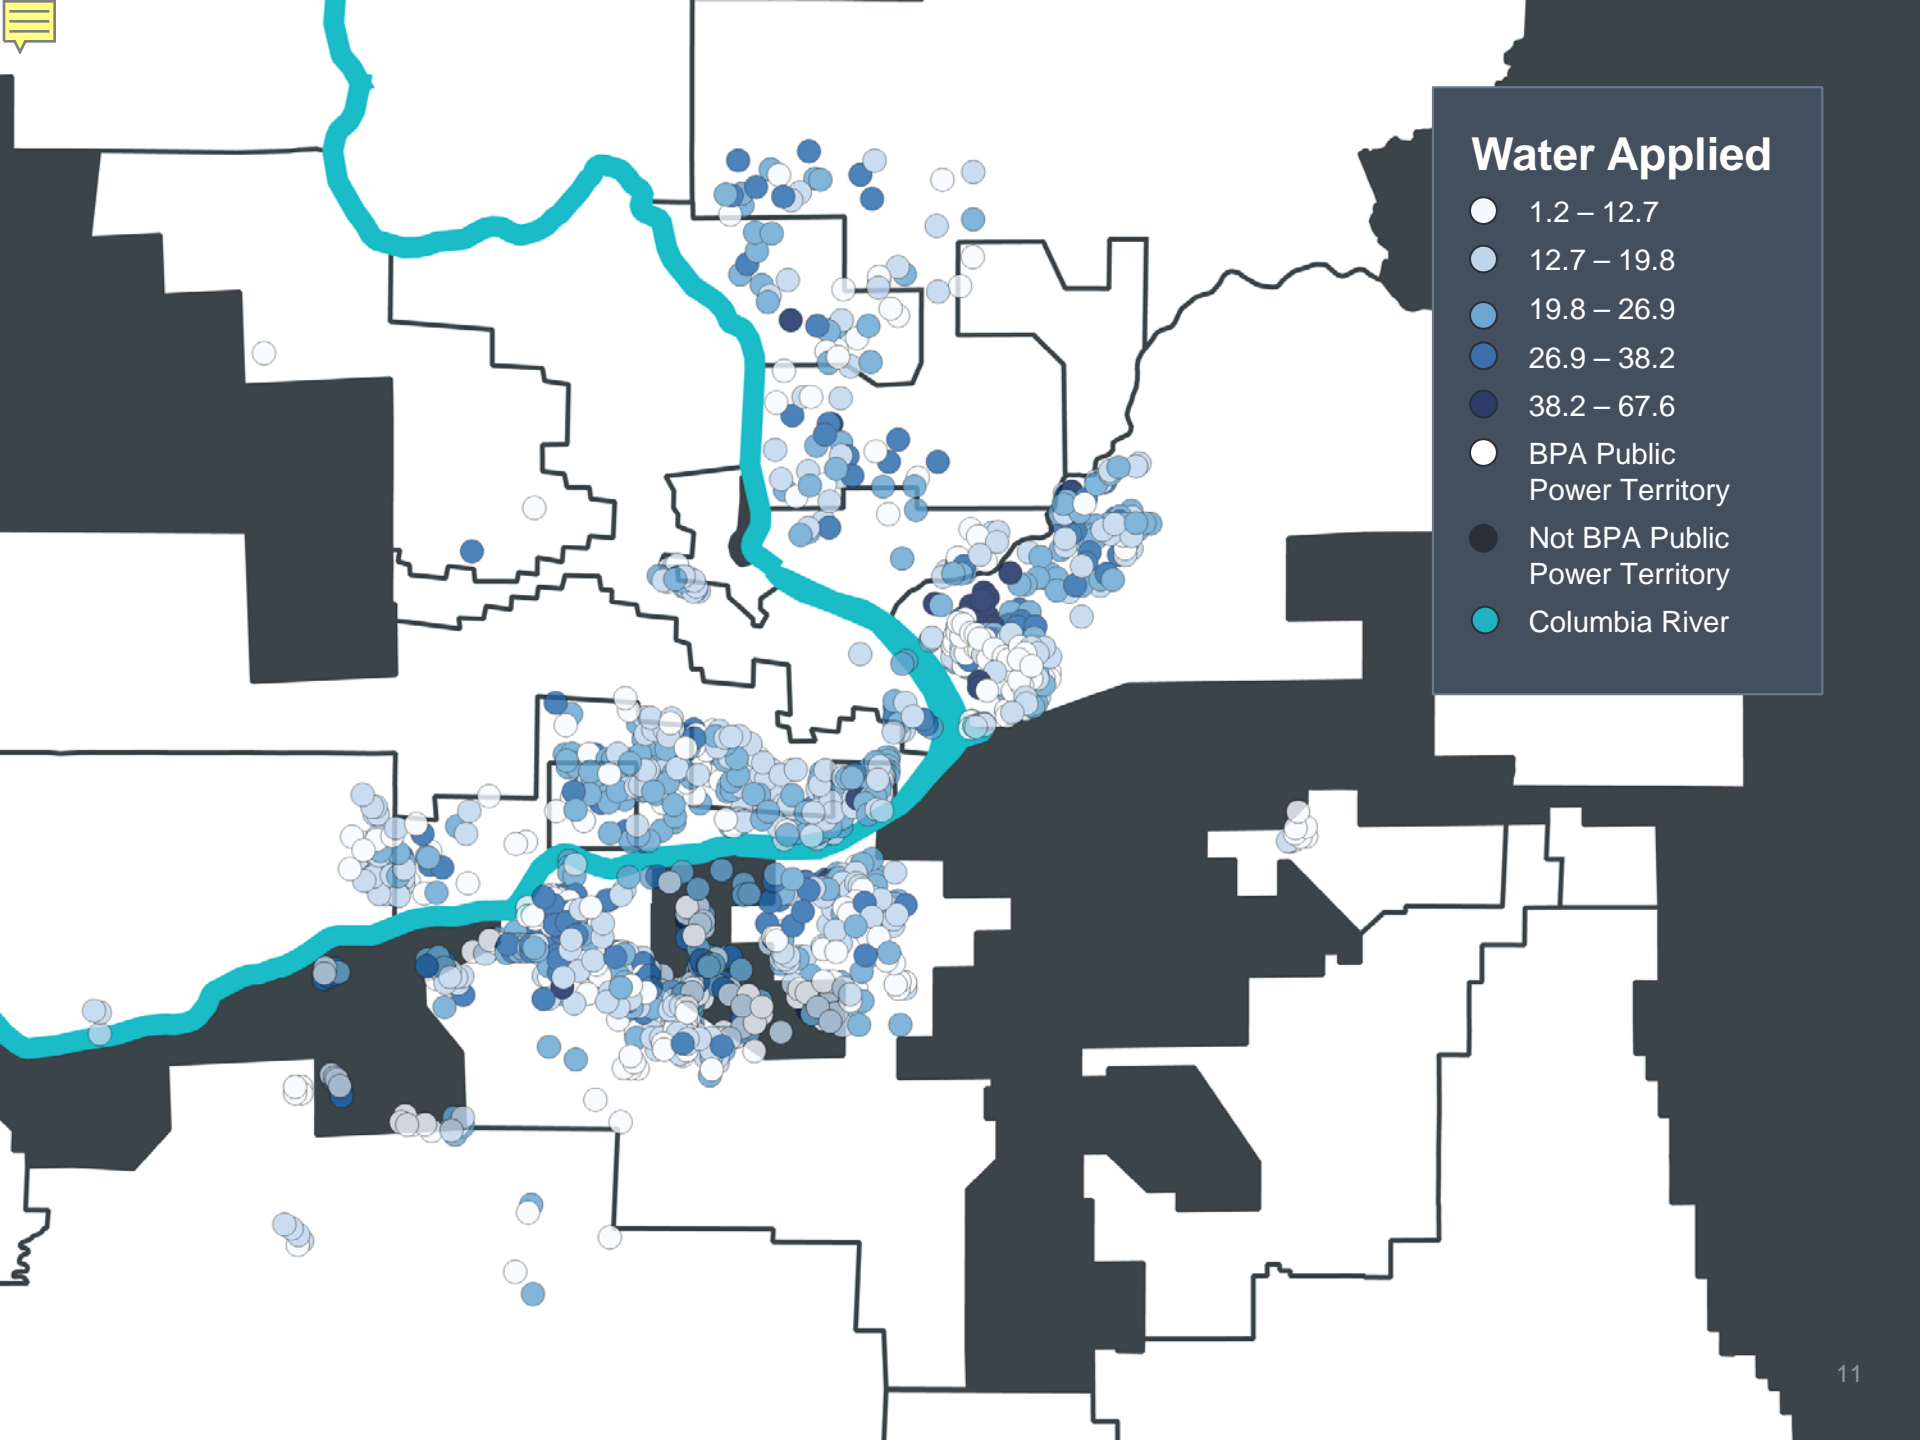 Water Applied
1.2 – 12.7
12.7 – 19.8
19.8 – 26.9
26.9 – 38.2
38.2 – 67.6
BPA Public
Power Territory
Not BPA Public
Power Territory
Columbia River
11